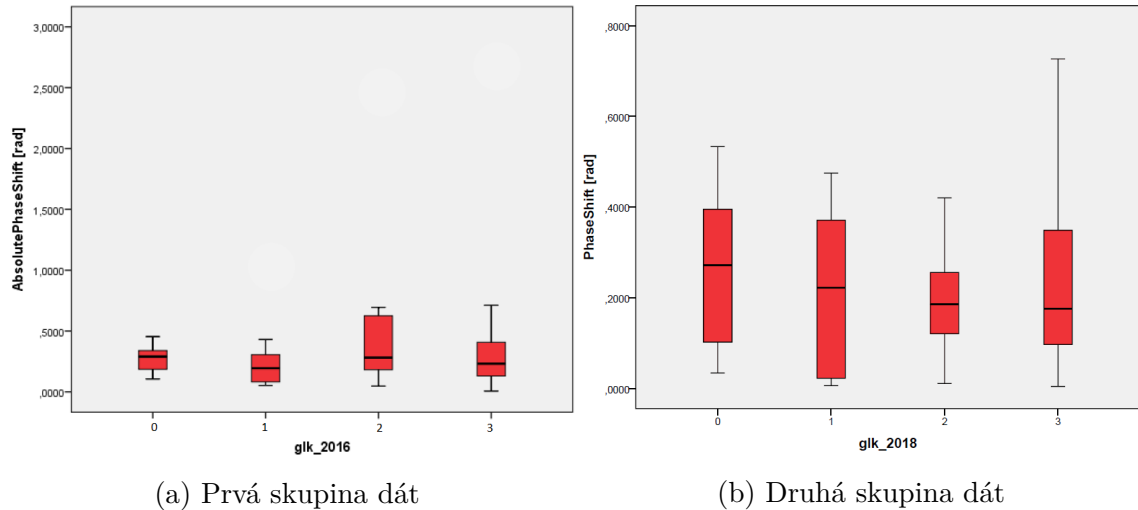 3,0000
2,5000
2,0000
1,5000
1,0000
,5000
,0000
AbsolutePhaseShift [rad]
0 1 2 3
glk_2016
(a) Prvá skupina dát
,8000
,6000
,4000
,2000
,0000
PhaseShift [rad]
0 1 2 3
glk_2018
(b) Druhá skupina dát